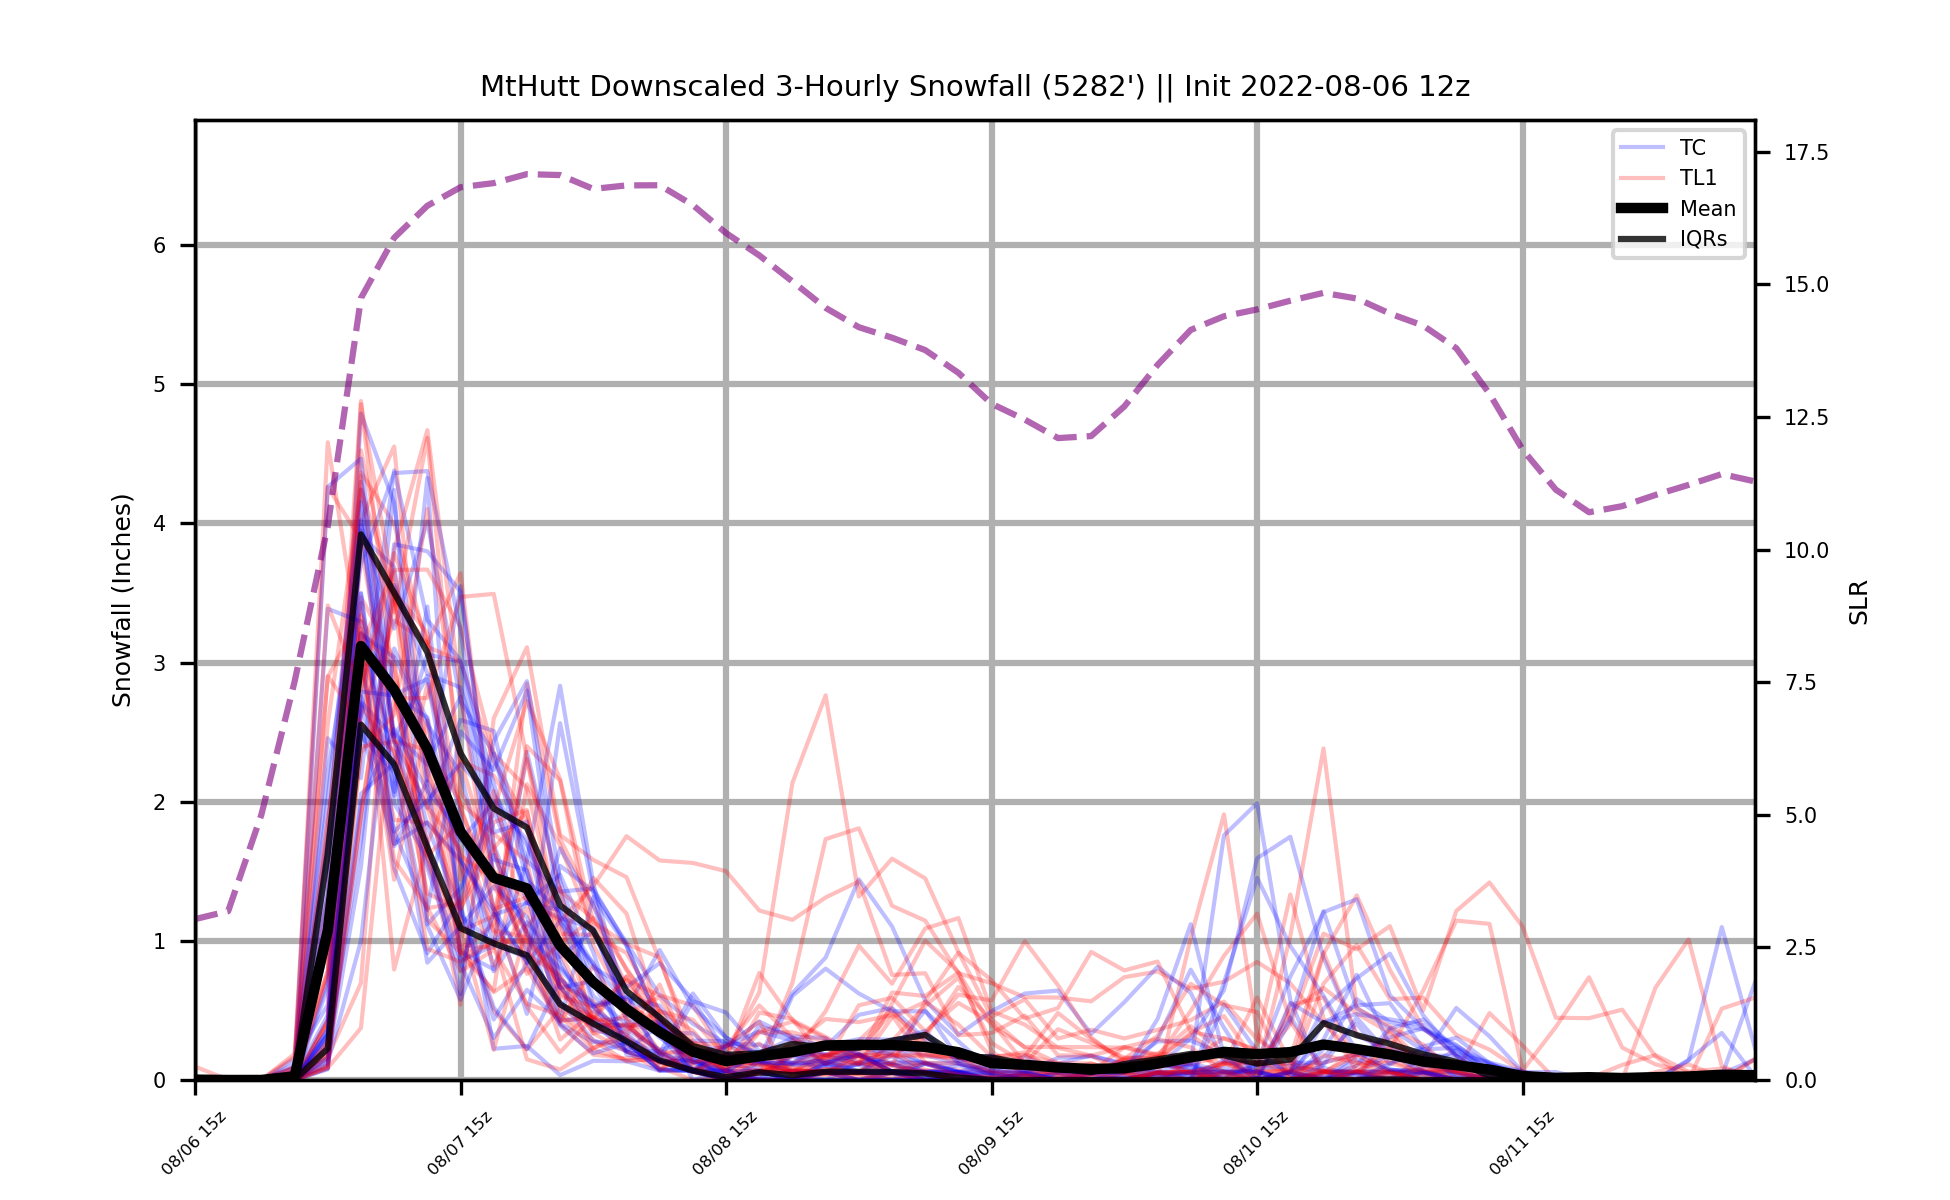 MtHutt Downscaled 3-Hourly Snowfall (5282') || Init 2022-08-06 12z
TC
TL1
Mean
IQRs
Snowfall (Inches)
6
5
4
3
2
1
0
17.5
15.0
12.5
10.0
7.5
5.0
2.5
0.0
SLR
08/06 15z
08/07 15z
08/08 15z
08/09 15z
08/10 15z
08/11 15z